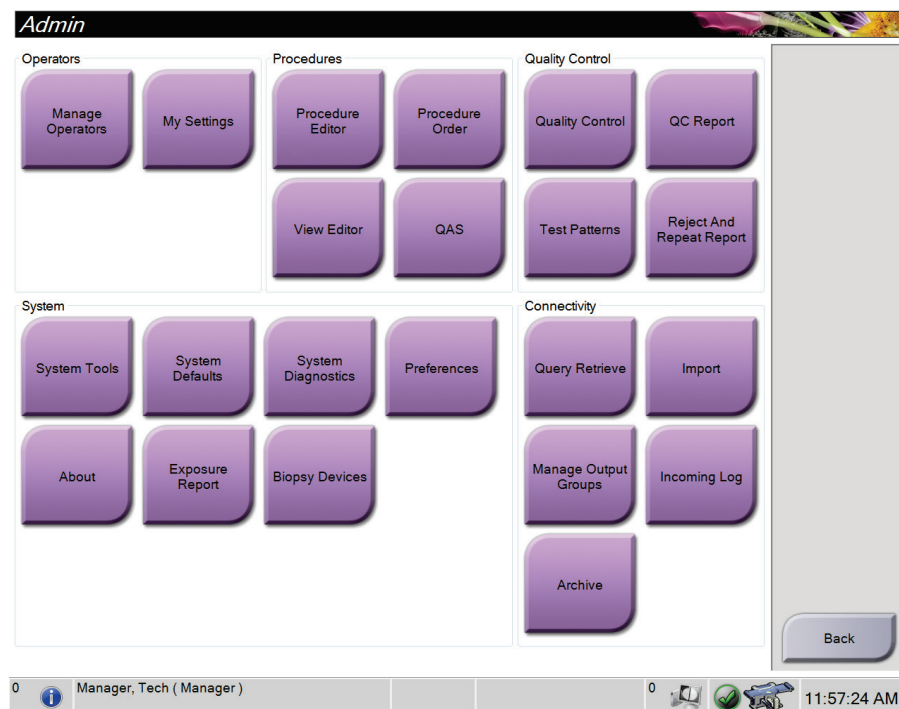 Admin
Operators
Manage
Operators
My Settings
Procedures
Procedure
Editor
Procedure
Order
View Editor
QAS
Quality Control
Quality Control
QC Report
Test Patterns
Reject And
Repeat Report
System
System Tools
System
Defaults
System
Diagnostics
Preferences
About
Exposure
Report
Biopsy Devices
Connectivity
Query Retrieve
Import
Manage Output
Groups
Incoming Log
Archive
Back
0
Manager, Tech ( Manager )
0
11:57:24 AM